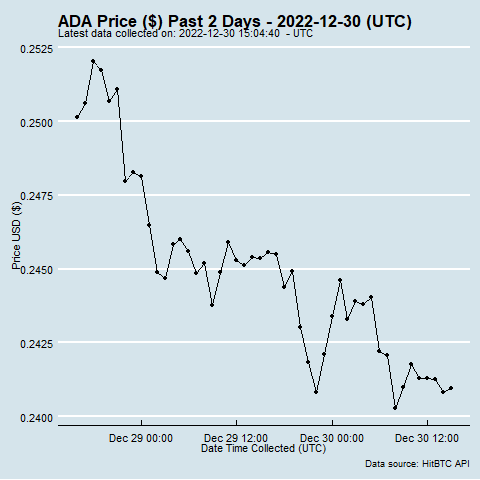 ADA Price ($) Past 2 Days - 2022-12-30 (UTC)
Latest data collected on: 2022-12-30 15:04:40 - UTC
Price USD ($)
0.2525
0.2500
0.2475
0.2450
0.2425
0.2400
Dec 29 00:00 Dec 29 12:00 Dec 30 00:00 Dec 30 12:00
Date Time Collected (UTC)
Data source: HitBTC API